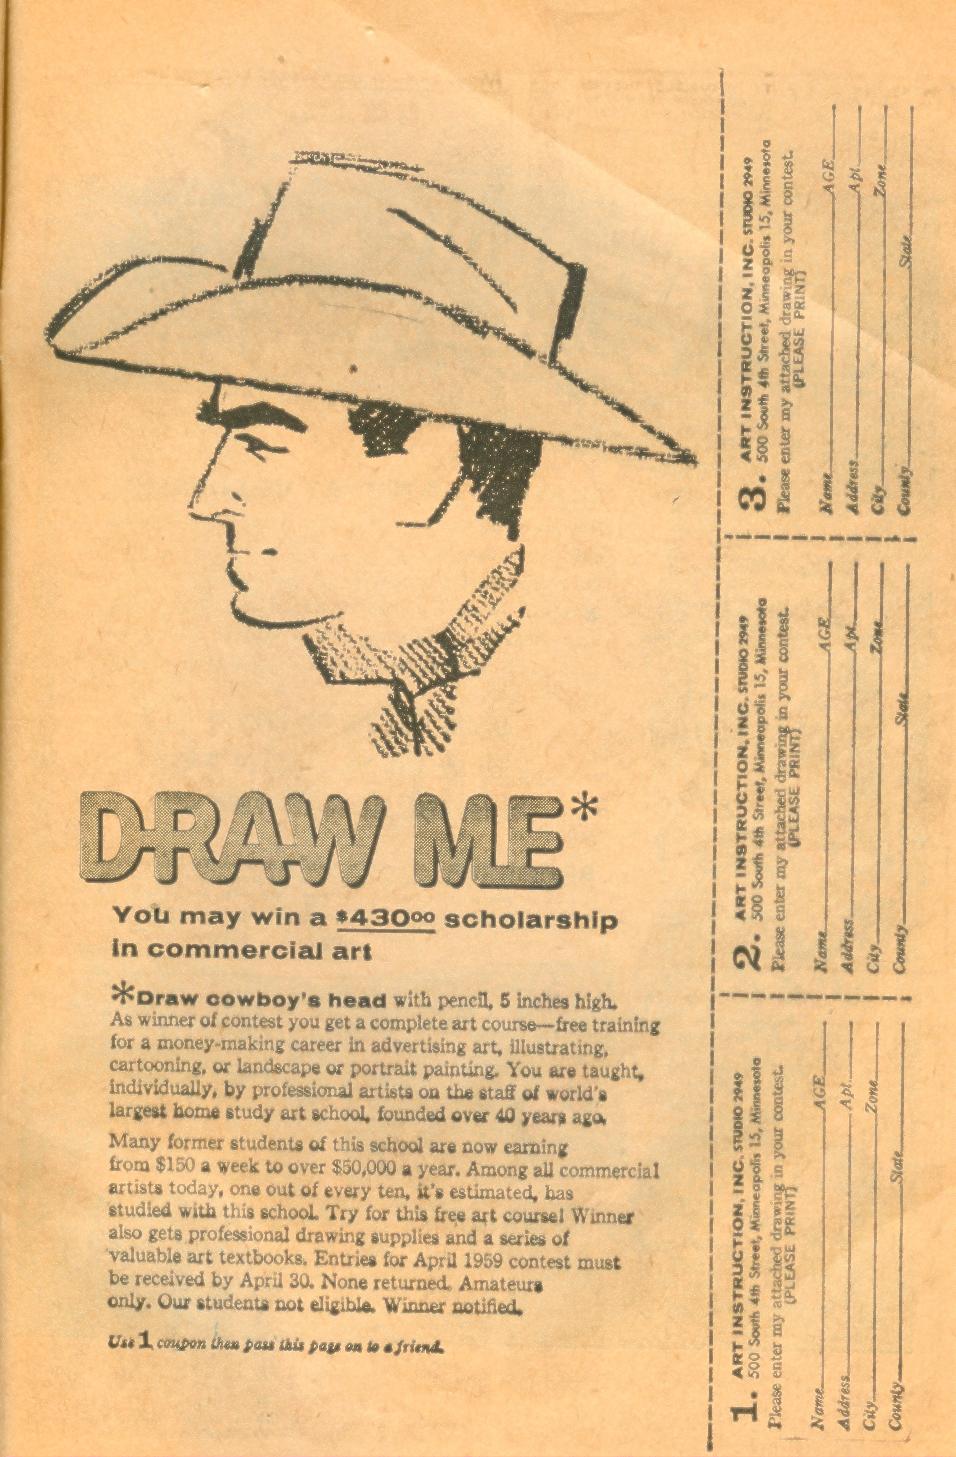 DRAW ME*
You may win a $430⁰⁰ scholarship
in commercial art
*Draw cowboy's head with pencil, 5 inches high.
As winner of contest you get a complete art course—free training
for a money-making career in advertising art, illustrating,
cartooning, or landscape or portrait painting. You are taught,
individually, by professional artists on the staff of world's
largest home study art school, founded over 40 years ago.
Many former students of this school are now earning
from $150 a week to over $50,000 a year. Among all commercial
artists today, one out of every ten, it's estimated, has
studied with this school. Try for this free art course! Winner
also gets professional drawing supplies and a series of
valuable art textbooks. Entries for April 1959 contest must
be received by April 30. None returned. Amateurs
only. Our students not eligible. Winner notified.
Use 1 coupon then pass this page on to a friend.
1. ART INSTRUCTION, INC. STUDIO 2949
500 South 4th Street, Minneapolis 15, Minnesota
Please enter my attached drawing in your contest.
(PLEASE PRINT)
Name AGE
Address Apt.
City Zone
County State
2. ART INSTRUCTION, INC. STUDIO 2949
500 South 4th Street, Minneapolis 15, Minnesota
Please enter my attached drawing in your contest.
(PLEASE PRINT)
Name AGE
Address Apt.
City Zone
County State
3. ART INSTRUCTION, INC. STUDIO 2949
500 South 4th Street, Minneapolis 15, Minnesota
Please enter my attached drawing in your contest.
(PLEASE PRINT)
Name AGE
Address Apt.
City Zone
County State